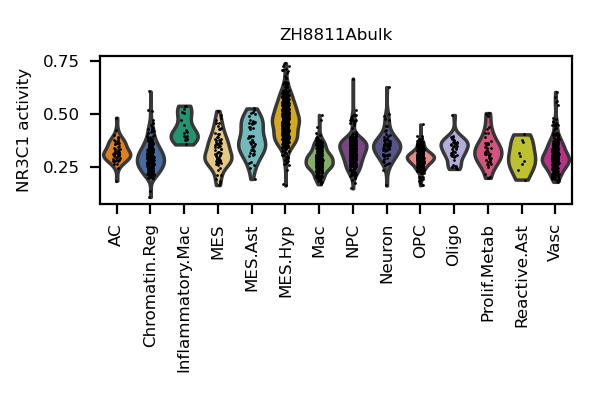 ZH8811Abulk
NR3C1 activity
0.75
0.50
0.25
AC
Chromatin.Reg
Inflammatory.Mac
MES
MES.Ast
MES.Hyp
Mac
NPC
Neuron
OPC
Oligo
Prolif.Metab
Reactive.Ast
Vasc